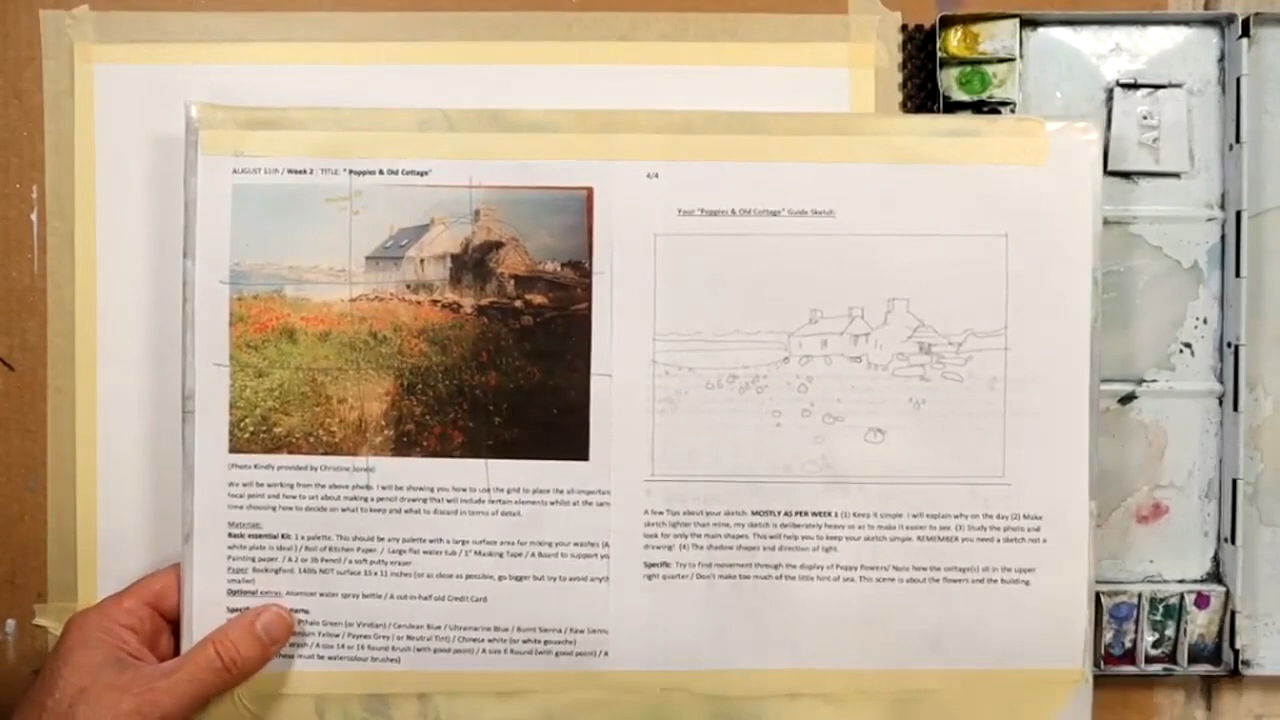 AUGUST 11th / Week 2 : TITLE: " Poppies & Old Cottage"
(Photo Kindly provided by Christine Jones)
We will be working from the above photo. I will be showing you how to use the grid to place the all-importan
focal point and how to set about making a pencil drawing that will include certain elements whilst at the sam
time choosing how to decide on what to keep and what to discard in terms of detail.
Materials:
Basic essential Kit: 1 x palette. This should be any palette with a large surface area for mixing your washes (A
white plate is ideal) / Roll of Kitchen Paper / Large flat water tub / 1" Masking Tape / A Board to support yo
Painting paper. / A 2 or 3b Pencil / a soft putty eraser
Paper: Bockingford. 140lb NOT surface 15 x 11 inches (or as close as possible, go bigger but try to avoid anyth
smaller)
Optional extras: Atomiser water spray bottle / A cut-in-half old Credit Card
Specif name:
Pthalo Green (or Viridian) / Cerulean Blue / Ultramarine Blue / Burnt Sienna / Raw Sienna
Yellow / Paynes Grey ( or Neutral Tint) / Chinese white (or white gouache)
Wash / A size 14 or 16 Round Brush (with good point) / A size 6 Round (with good point) / A
These must be watercolour brushes)
4/4
Your "Poppies & Old Cottage" Guide Sketch:
A few Tips about your sketch. MOSTLY AS PER WEEK 1 (1) Keep it simple. I will explain why on the day (2) Make
sketch lighter than mine, my sketch is deliberately heavy so as to make it easier to see. (3) Study the photo and
look for only the main shapes. This will help you to keep your sketch simple. REMEMBER you need a sketch not a
drawing! (4) The shadow shapes and direction of light.
Specific: Try to find movement through the display of Poppy flowers/ Note how the cottage(s) sit in the upper
right quarter / Don't make too much of the little hint of sea. This scene is about the flowers and the building.
AP